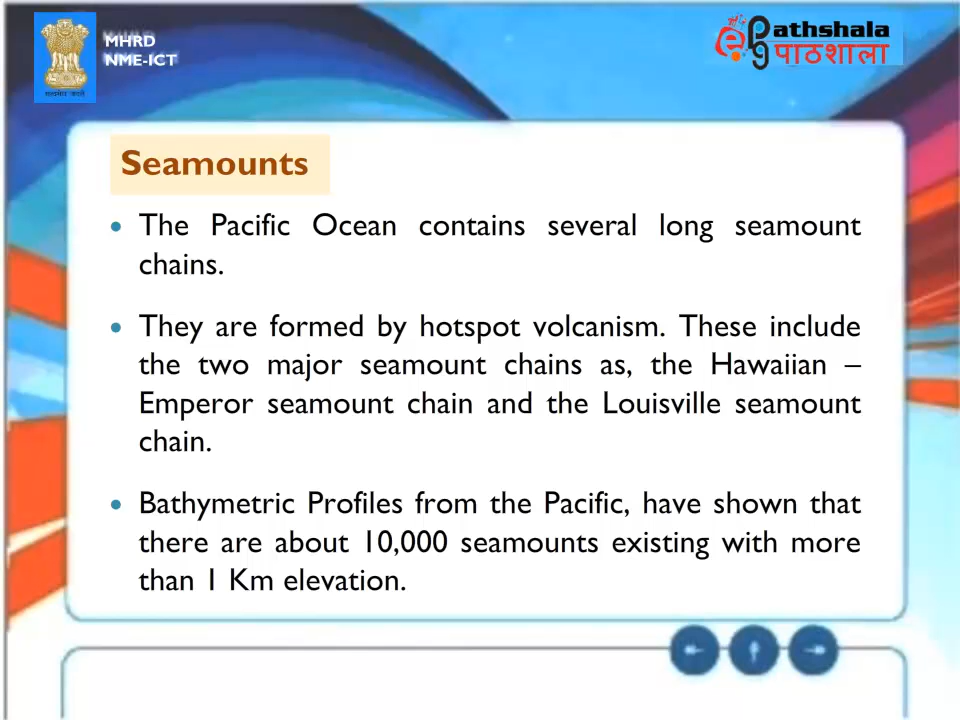 MHRD
NME-ICT
ePathshala
पाठशाला
Seamounts
• The Pacific Ocean contains several long seamount
chains.
• They are formed by hotspot volcanism. These include
the two major seamount chains as, the Hawaiian –
Emperor seamount chain and the Louisville seamount
chain.
• Bathymetric Profiles from the Pacific, have shown that
there are about 10,000 seamounts existing with more
than 1 Km elevation.